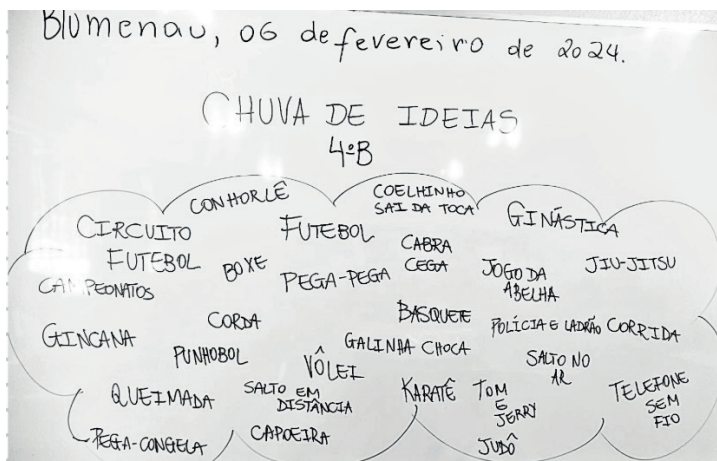 Blumenau, 06 de fevereiro de 2024.
CHUVA DE IDEIAS
4ºB
CONHORLÊ
COELHINHO
SAI DA TOCA
GINÁSTICA
CIRCUITO
FUTEBOL
FUTEBOL
BOXE
PEGA-PEGA
CABRA
CEGA
JOGO DA
ABELHA
JIU-JITSU
CAMPEONATOS
GINCANA
CORDA
BASQUETE
POLÍCIA E LADRÃO
CORRIDA
PUNHOBOL
VÔLEI
GALINHA CHOCA
SALTO NO
AR
QUEIMADA
SALTO EM
DISTÂNCIA
KARATÊ
TOM
E
JERRY
TELEFONE
SEM
FIO
PEGA-CONGELA
CAPOEIRA
JUDÔ